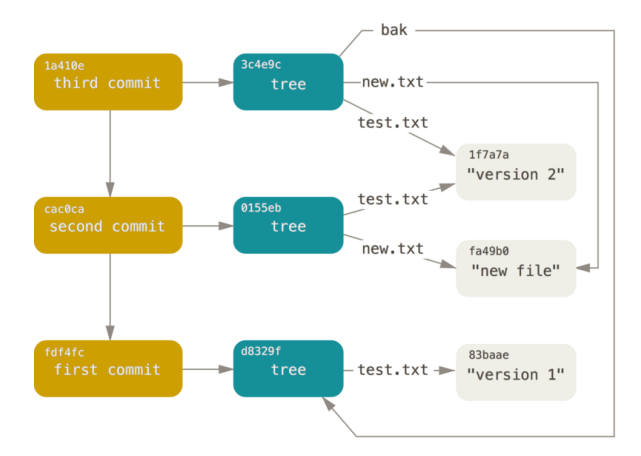 bak
1a410e
third commit
3c4e9c
tree
new.txt
test.txt
1f7a7a
"version 2"
cac0ca
second commit
0155eb
tree
test.txt
new.txt
fa49b0
"new file"
fdf4fc
first commit
d8329f
tree
test.txt
83baae
"version 1"